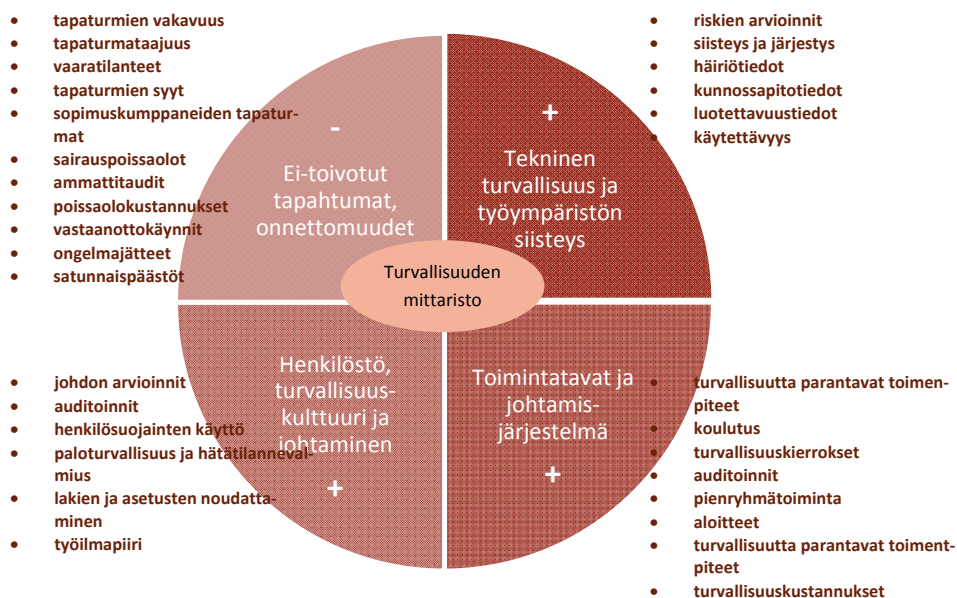 • tapaturmien vakavuus
• tapaturmataajuus
• vaaratilanteet
• tapaturmien syyt
• sopimuskumppaneiden tapatur-
mat
• sairauspoissaolot
• ammattitaudit
• poissaolokustannukset
• vastaanottokäynnit
• ongelmajätteet
• satunnaispäästöt
-
Ei-toivotut
tapahtumat,
onnettomuudet
• riskien arvioinnit
• siisteys ja järjestys
• häiriötiedot
• kunnossapitotiedot
• luotettavuustiedot
• käytettävyys
+
Tekninen
turvallisuus ja
työympäristön
siisteys
Turvallisuuden
mittaristo
• johdon arvioinnit
• auditoinnit
• henkilösuojainten käyttö
• paloturvallisuus ja hätätilanneval-
mius
• lakien ja asetusten noudatta-
minen
• työilmapiiri
Henkilöstö,
turvallisuus-
kulttuuri ja
johtaminen
+
Toimintatavat ja
johtamis-
järjestelmä
+
• turvallisuutta parantavat toimen-
piteet
• koulutus
• turvallisuuskierrokset
• auditoinnit
• pienryhmätoiminta
• aloitteet
• turvallisuutta parantavat toiment-
piteet
• turvallisuuskustannukset